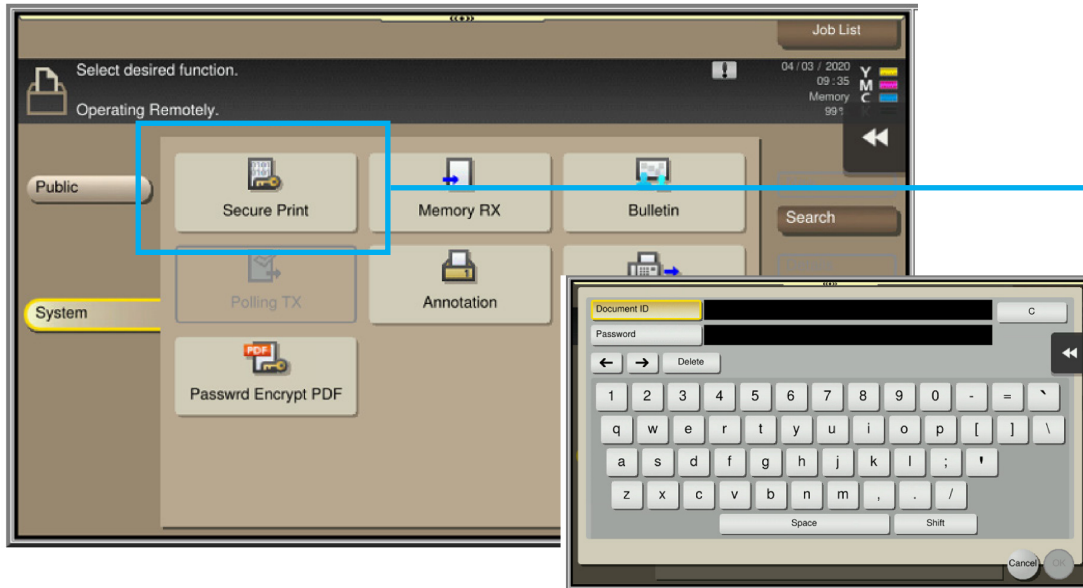 Job List
Select desired function.
Operating Remotely.
04 / 03 / 2020
09 : 35
Memory
99 %
Y
M
C
K
Public
System
Secure Print
Memory RX
Bulletin
Search
Polling TX
Annotation
Passwrd Encrypt PDF
Document ID
C
Password
← → Delete
1 2 3 4 5 6 7 8 9 0 - = `
q w e r t y u i o p [ ] \
a s d f g h j k l ; '
z x c v b n m , . /
Space Shift
Cancel OK